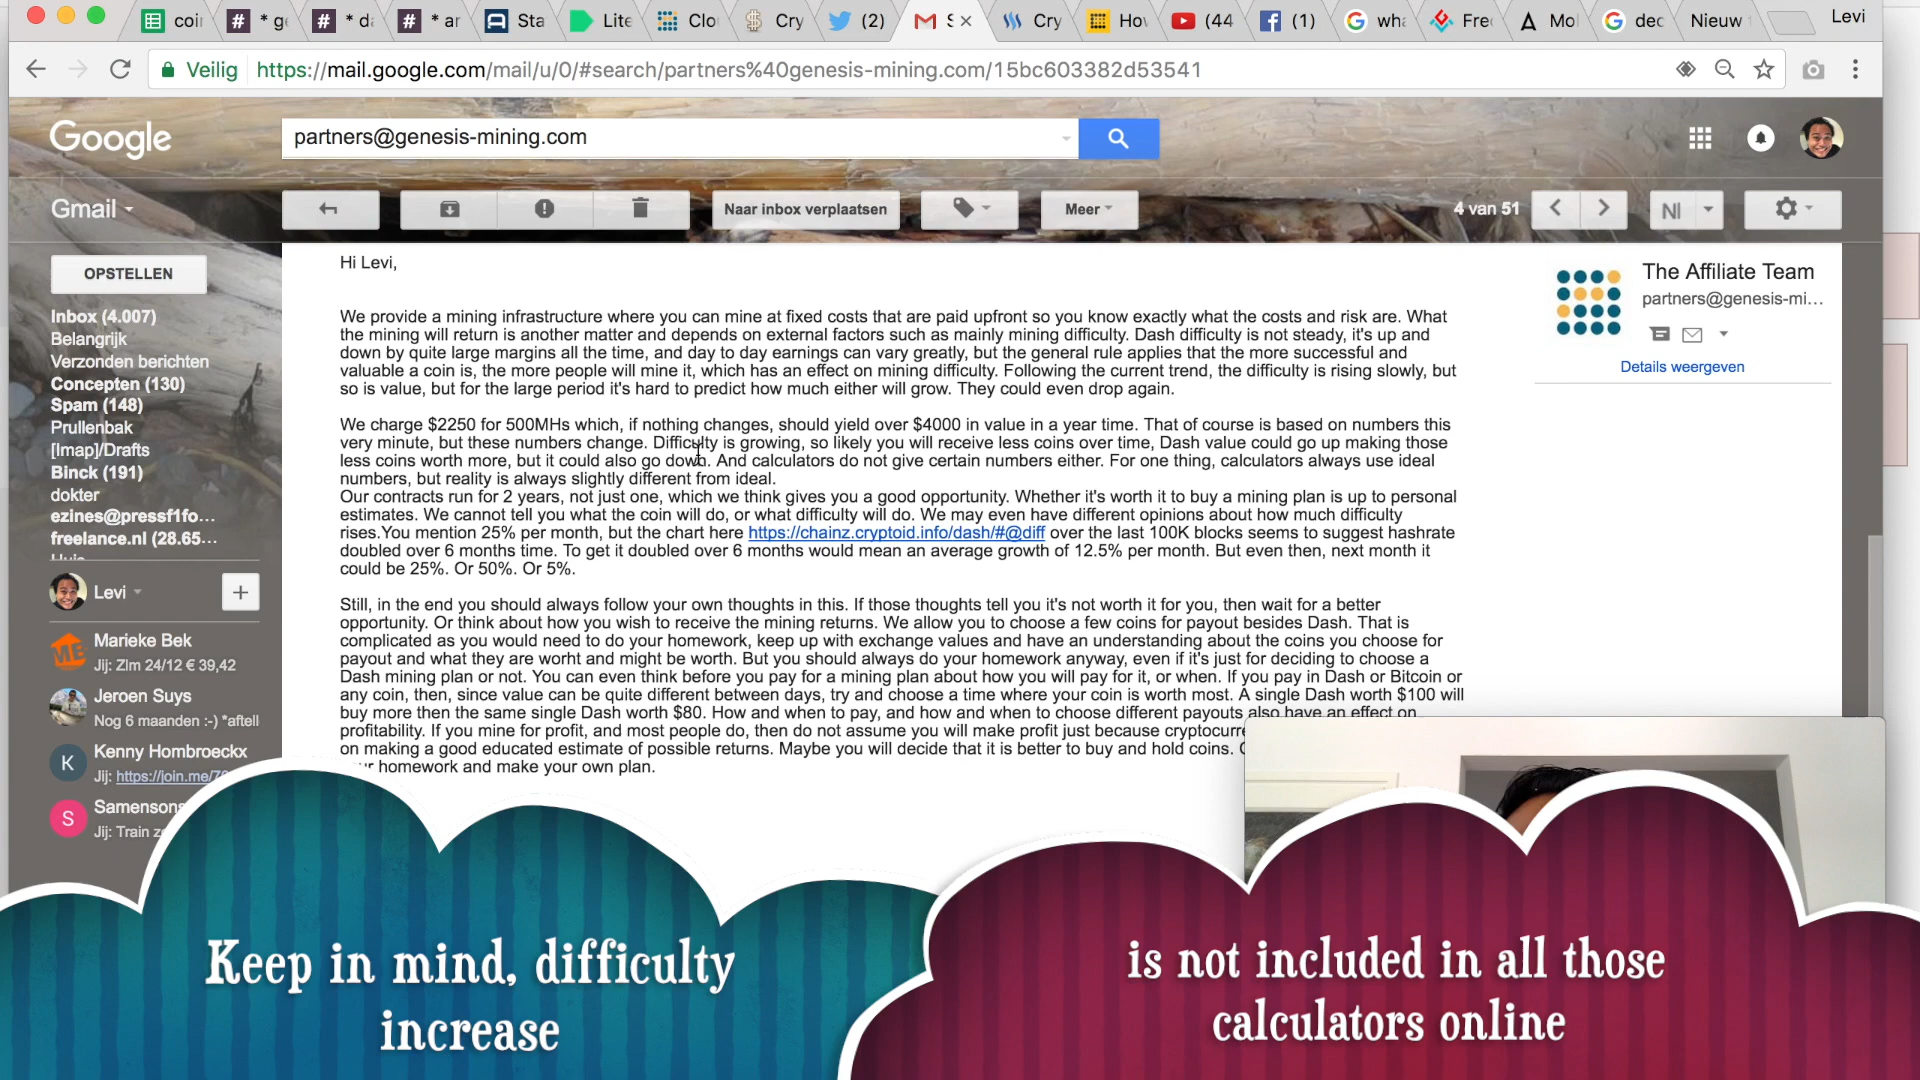 coi
* ge
* da
* ar
Sta
Lite
Clo
Cry
(2)
S
Cry
Hov
(44
(1)
wha
Free
Mol
dec
Nieuw
Levi
Veilig
https://mail.google.com/mail/u/0/#search/partners%40genesis-mining.com/15bc603382d53541
Google
partners@genesis-mining.com
Gmail
Naar inbox verplaatsen
Meer
4 van 51
Nl
OPSTELLEN
Inbox (4.007)
Belangrijk
Verzonden berichten
Concepten (130)
Spam (148)
Prullenbak
[Imap]/Drafts
Binck (191)
dokter
ezines@pressf1fo...
freelance.nl (28.65...
Levi
Marieke Bek
Jij: Zlm 24/12 € 39,42
Jeroen Suys
Nog 6 maanden :-) *aftell
K
Kenny Hombroeckx
Jij: https://join.me/7
S
Samensons
Jij: Train z
Hi Levi,
We provide a mining infrastructure where you can mine at fixed costs that are paid upfront so you know exactly what the costs and risk are. What
the mining will return is another matter and depends on external factors such as mainly mining difficulty. Dash difficulty is not steady, it's up and
down by quite large margins all the time, and day to day earnings can vary greatly, but the general rule applies that the more successful and
valuable a coin is, the more people will mine it, which has an effect on mining difficulty. Following the current trend, the difficulty is rising slowly, but
so is value, but for the large period it's hard to predict how much either will grow. They could even drop again.
We charge $2250 for 500MHs which, if nothing changes, should yield over $4000 in value in a year time. That of course is based on numbers this
very minute, but these numbers change. Difficulty is growing, so likely you will receive less coins over time, Dash value could go up making those
less coins worth more, but it could also go down. And calculators do not give certain numbers either. For one thing, calculators always use ideal
numbers, but reality is always slightly different from ideal.
Our contracts run for 2 years, not just one, which we think gives you a good opportunity. Whether it's worth it to buy a mining plan is up to personal
estimates. We cannot tell you what the coin will do, or what difficulty will do. We may even have different opinions about how much difficulty
rises.You mention 25% per month, but the chart here https://chainz.cryptoid.info/dash/#@diff over the last 100K blocks seems to suggest hashrate
doubled over 6 months time. To get it doubled over 6 months would mean an average growth of 12.5% per month. But even then, next month it
could be 25%. Or 50%. Or 5%.
Still, in the end you should always follow your own thoughts in this. If those thoughts tell you it's not worth it for you, then wait for a better
opportunity. Or think about how you wish to receive the mining returns. We allow you to choose a few coins for payout besides Dash. That is
complicated as you would need to do your homework, keep up with exchange values and have an understanding about the coins you choose for
payout and what they are worht and might be worth. But you should always do your homework anyway, even if it's just for deciding to choose a
Dash mining plan or not. You can even think before you pay for a mining plan about how you will pay for it, or when. If you pay in Dash or Bitcoin or
any coin, then, since value can be quite different between days, try and choose a time where your coin is worth most. A single Dash worth $100 will
buy more then the same single Dash worth $80. How and when to pay, and how and when to choose different payouts also have an effect on
profitability. If you mine for profit, and most people do, then do not assume you will make profit just because cryptocurre
on making a good educated estimate of possible returns. Maybe you will decide that it is better to buy and hold coins.
homework and make your own plan.
The Affiliate Team
partners@genesis-mi...
Details weergeven
Keep in mind, difficulty
increase
is not included in all those
calculators online